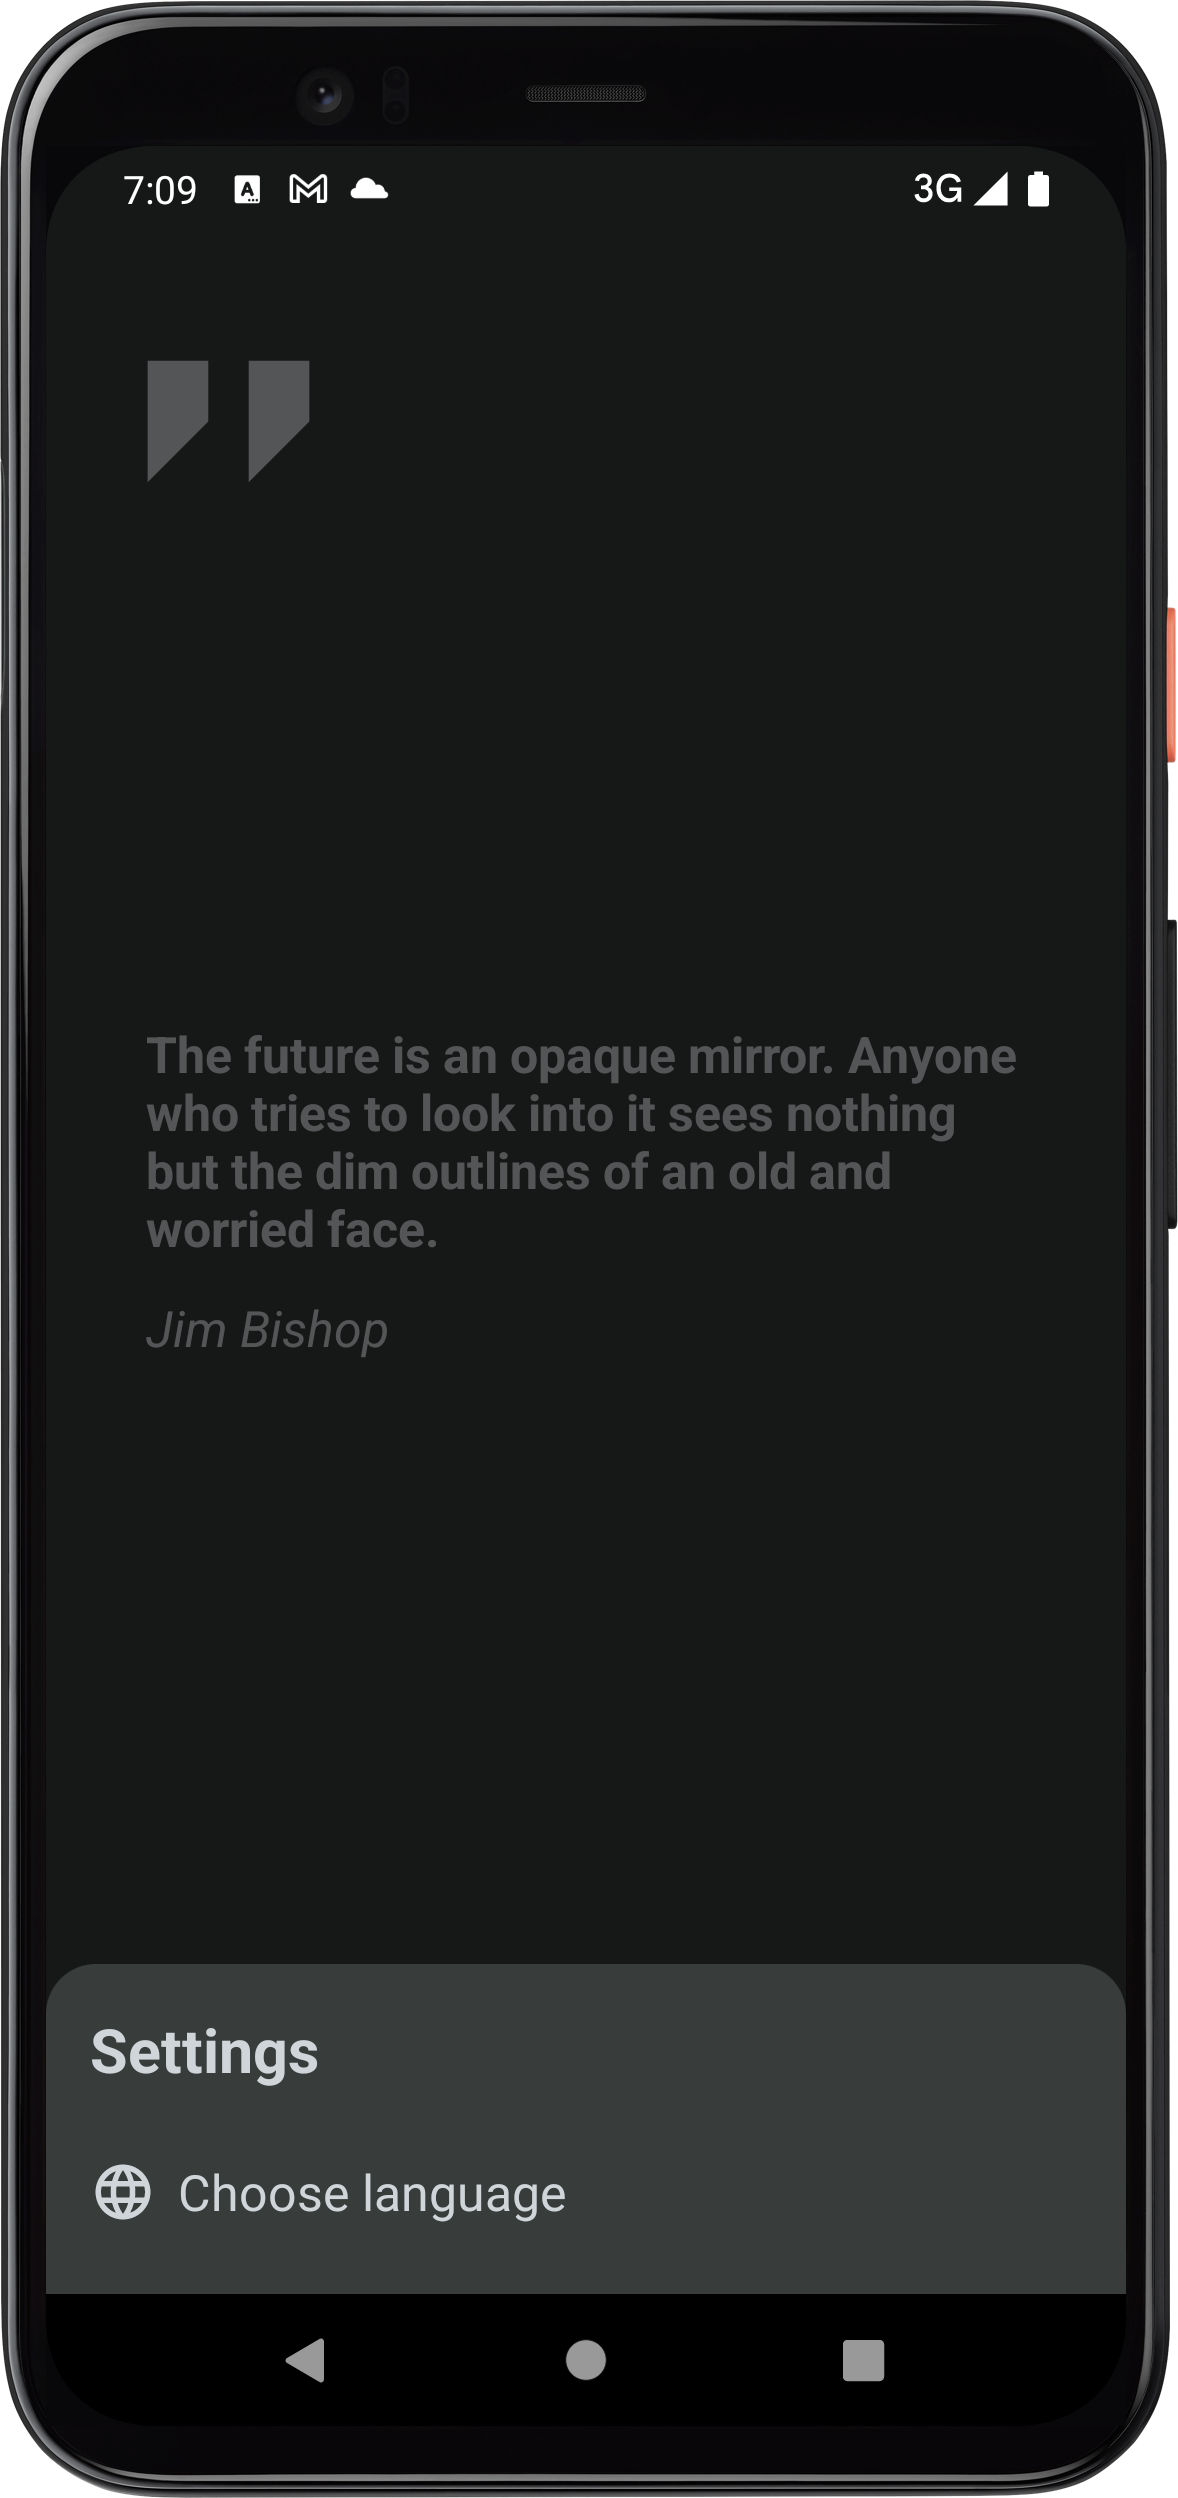 7:09
3G
The future is an opaque mirror. Anyone
who tries to look into it sees nothing
but the dim outlines of an old and
worried face.
Jim Bishop
Settings
Choose language